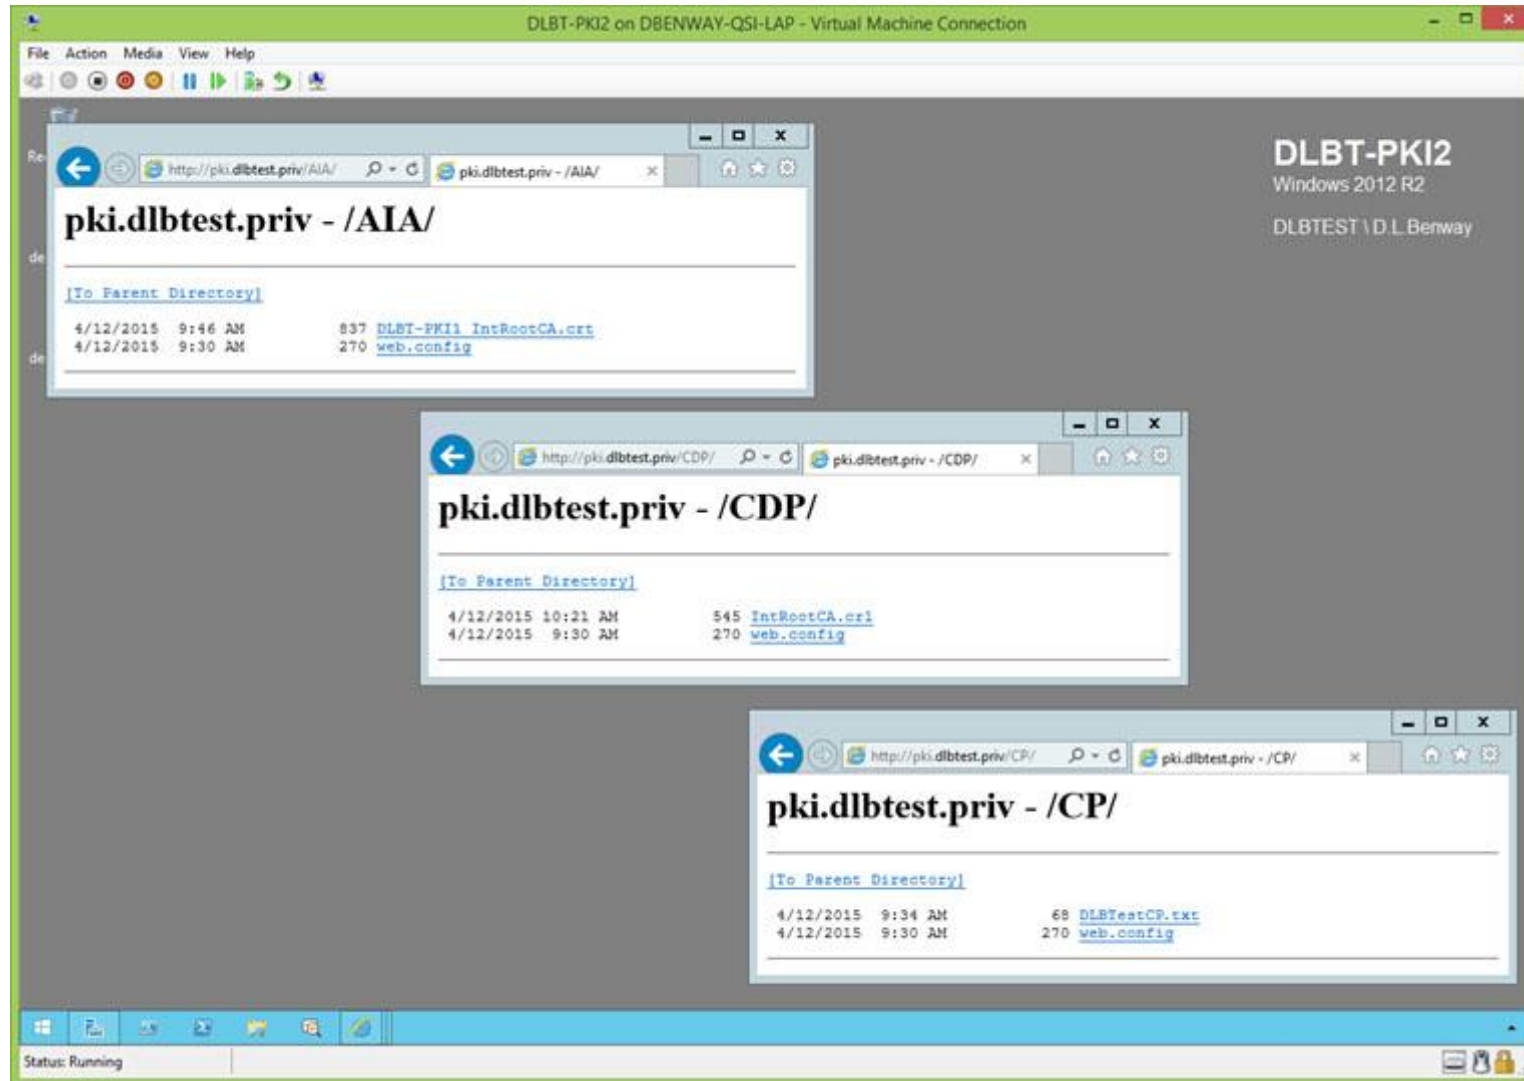 DLBT-PKI2 on DBENWAY-QSI-LAP - Virtual Machine Connection
File Action Media View Help
Re
de
de
DLBT-PKI2
Windows 2012 R2
DLBTEST \ D.L.Benway
http://pki.dlbtest.priv/AIA/
pki.dlbtest.priv - /AIA/
pki.dlbtest.priv - /AIA/
[To Parent Directory]
4/12/2015 9:46 AM 837 DLBT-PKI1_IntRootCA.crt
4/12/2015 9:30 AM 270 web.config
http://pki.dlbtest.priv/CDP/
pki.dlbtest.priv - /CDP/
pki.dlbtest.priv - /CDP/
[To Parent Directory]
4/12/2015 10:21 AM 545 IntRootCA.crl
4/12/2015 9:30 AM 270 web.config
http://pki.dlbtest.priv/CP/
pki.dlbtest.priv - /CP/
pki.dlbtest.priv - /CP/
[To Parent Directory]
4/12/2015 9:34 AM 68 DLBTestCP.txt
4/12/2015 9:30 AM 270 web.config
Status: Running